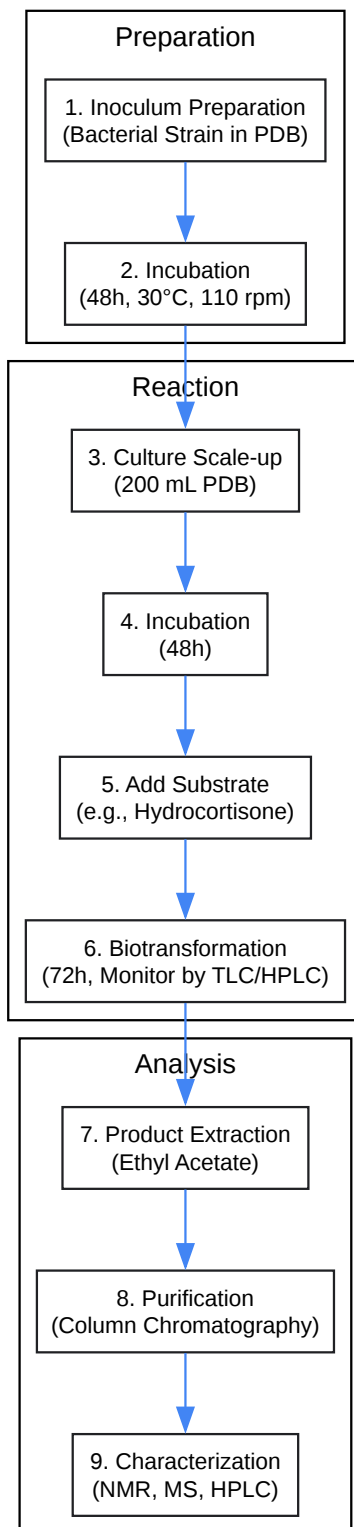 Preparation
1. Inoculum Preparation
(Bacterial Strain in PDB)
2. Incubation
(48h, 30°C, 110 rpm)
Reaction
3. Culture Scale-up
(200 mL PDB)
4. Incubation
(48h)
5. Add Substrate
(e.g., Hydrocortisone)
6. Biotransformation
(72h, Monitor by TLC/HPLC)
Analysis
7. Product Extraction
(Ethyl Acetate)
8. Purification
(Column Chromatography)
9. Characterization
(NMR, MS, HPLC)